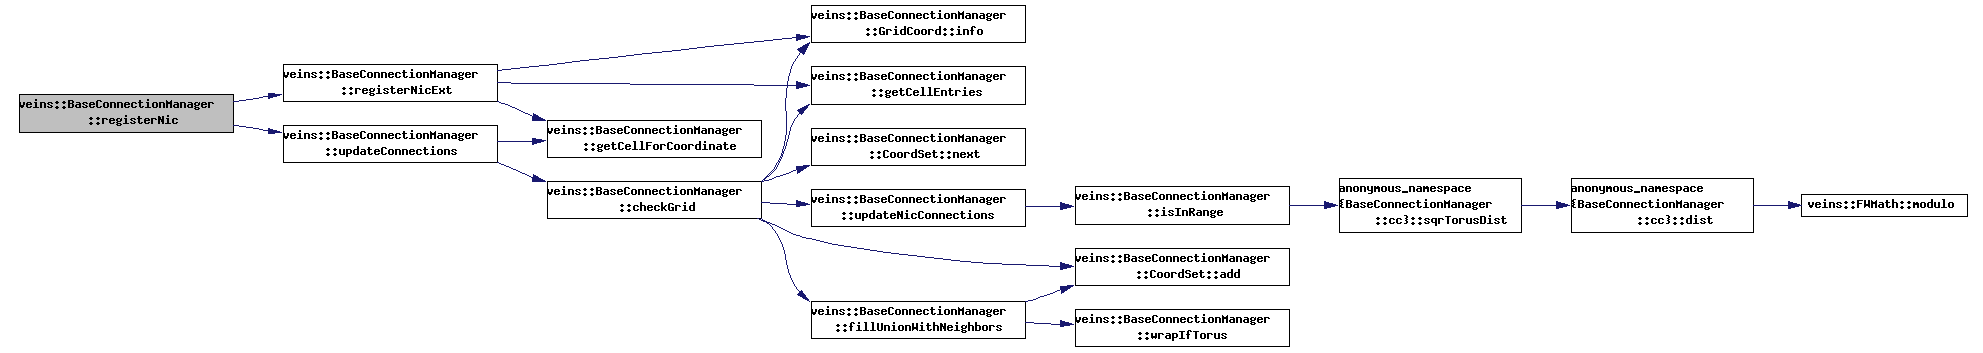 veins::BaseConnectionManager
::registerNic
veins::BaseConnectionManager
::registerNicExt
veins::BaseConnectionManager
::updateConnections
veins::BaseConnectionManager
::getCellForCoordinate
veins::BaseConnectionManager
::checkGrid
veins::BaseConnectionManager
::GridCoord::info
veins::BaseConnectionManager
::getCellEntries
veins::BaseConnectionManager
::CoordSet::next
veins::BaseConnectionManager
::updateNicConnections
veins::BaseConnectionManager
::fillUnionWithNeighbors
veins::BaseConnectionManager
::isInRange
veins::BaseConnectionManager
::CoordSet::add
veins::BaseConnectionManager
::wrapIfTorus
anonymous_namespace
{BaseConnectionManager
::cc3::sqrTorusDist
anonymous_namespace
{BaseConnectionManager
::cc3::dist
veins::FWMath::modulo